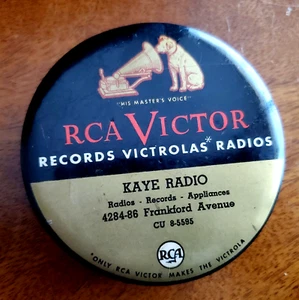 "HIS MASTER'S VOICE"
RCA VICTOR
RECORDS VICTROLAS* RADIOS
KAYE RADIO
Radios - Records - Appliances
4284-86 Frankford Avenue
CU 8-5595
RCA
*ONLY RCA VICTOR MAKES THE VICTROLA